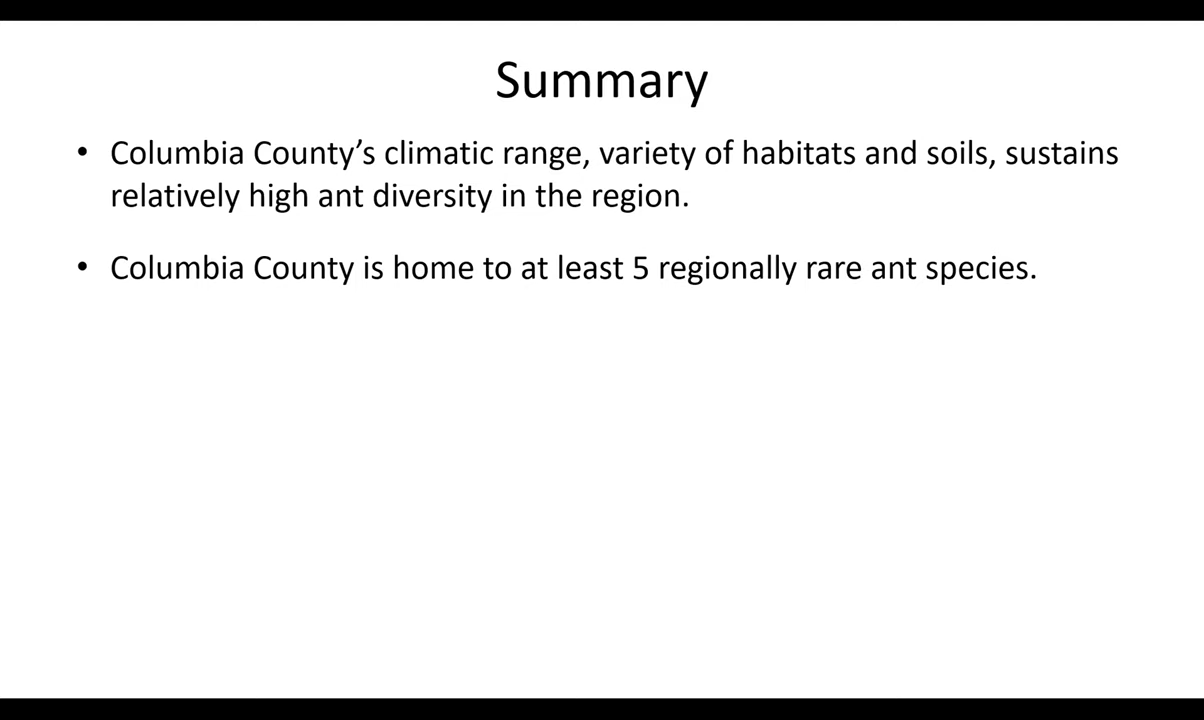 Summary
• Columbia County’s climatic range, variety of habitats and soils, sustains
relatively high ant diversity in the region.
• Columbia County is home to at least 5 regionally rare ant species.